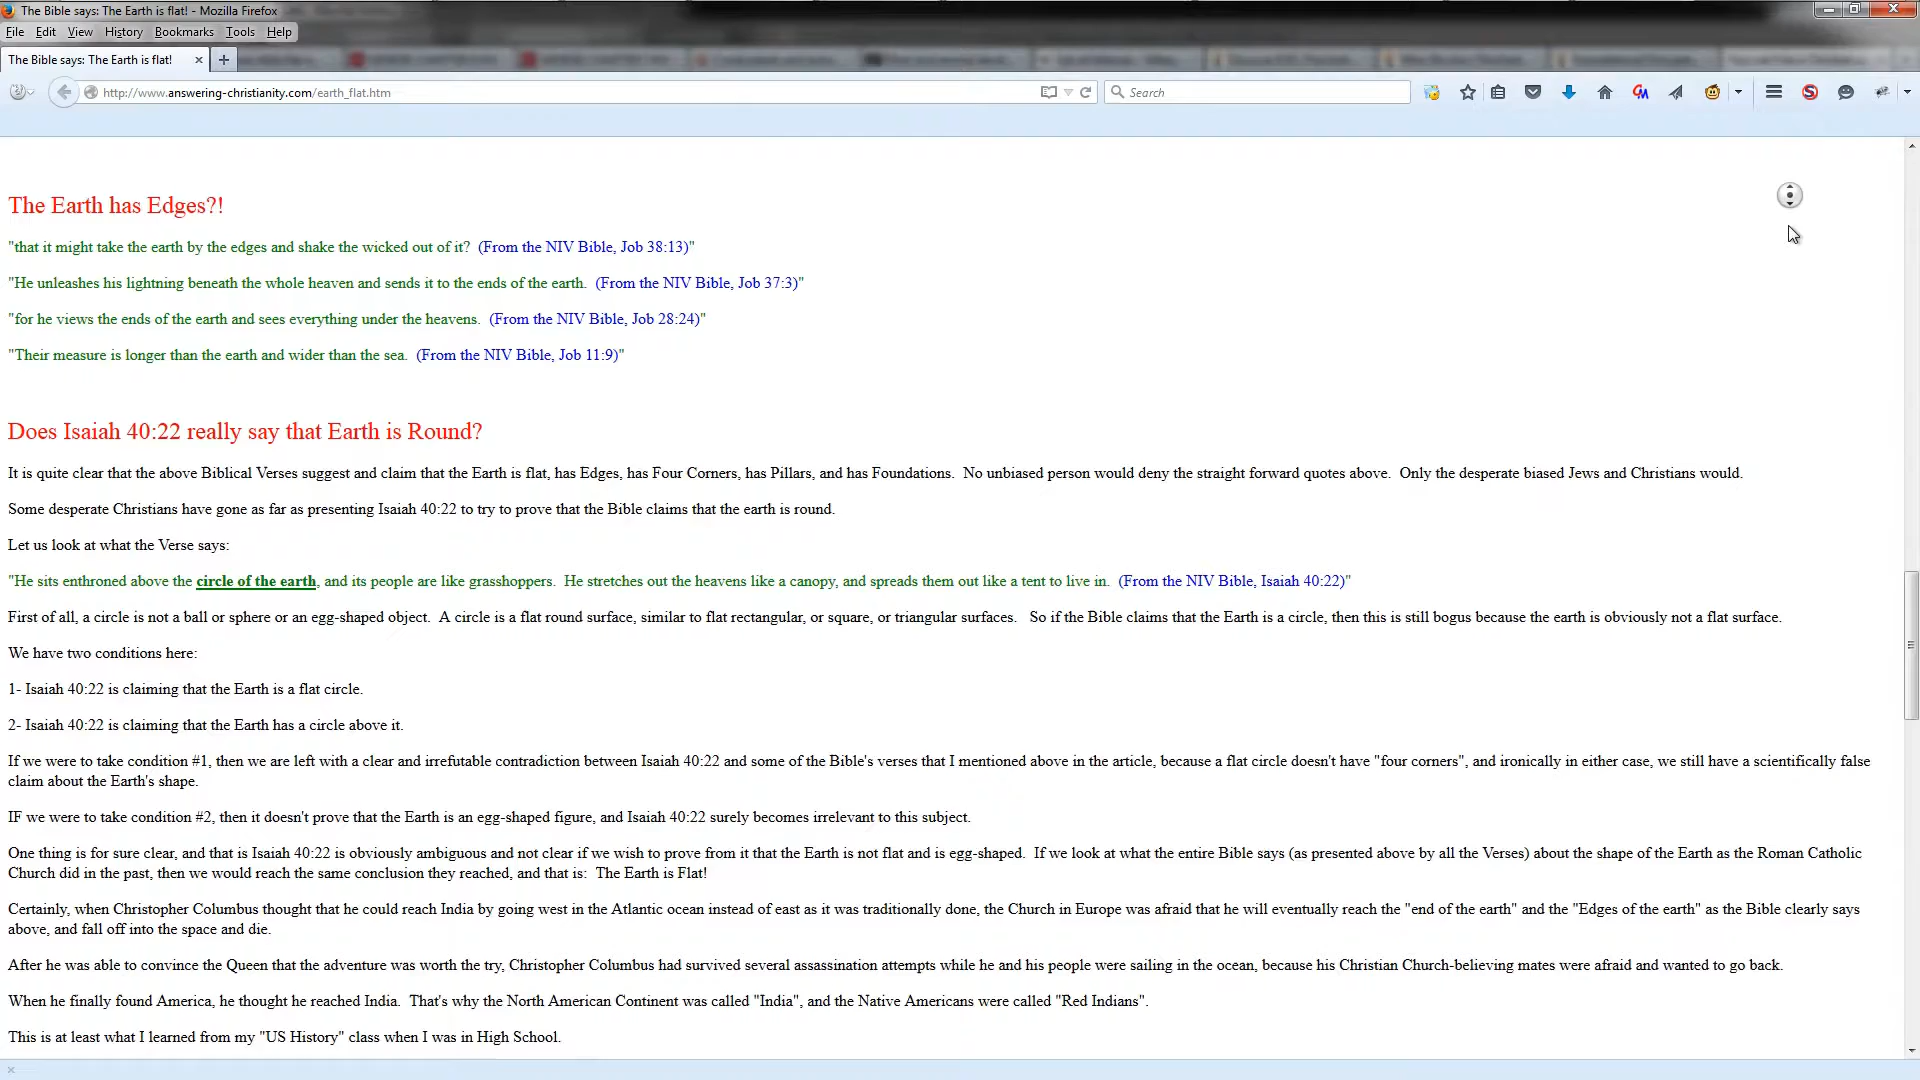 The Bible says: The Earth is flat! - Mozilla Firefox
File Edit View History Bookmarks Tools Help
The Bible says: The Earth is flat!
http://www.answering-christianity.com/earth_flat.htm
Search
The Earth has Edges?!
"that it might take the earth by the edges and shake the wicked out of it? (From the NIV Bible, Job 38:13)"
"He unleashes his lightning beneath the whole heaven and sends it to the ends of the earth. (From the NIV Bible, Job 37:3)"
"for he views the ends of the earth and sees everything under the heavens. (From the NIV Bible, Job 28:24)"
"Their measure is longer than the earth and wider than the sea. (From the NIV Bible, Job 11:9)"
Does Isaiah 40:22 really say that Earth is Round?
It is quite clear that the above Biblical Verses suggest and claim that the Earth is flat, has Edges, has Four Corners, has Pillars, and has Foundations. No unbiased person would deny the straight forward quotes above. Only the desperate biased Jews and Christians would.
Some desperate Christians have gone as far as presenting Isaiah 40:22 to try to prove that the Bible claims that the earth is round.
Let us look at what the Verse says:
"He sits enthroned above the circle of the earth, and its people are like grasshoppers. He stretches out the heavens like a canopy, and spreads them out like a tent to live in. (From the NIV Bible, Isaiah 40:22)"
First of all, a circle is not a ball or sphere or an egg-shaped object. A circle is a flat round surface, similar to flat rectangular, or square, or triangular surfaces. So if the Bible claims that the Earth is a circle, then this is still bogus because the earth is obviously not a flat surface.
We have two conditions here:
1- Isaiah 40:22 is claiming that the Earth is a flat circle.
2- Isaiah 40:22 is claiming that the Earth has a circle above it.
If we were to take condition #1, then we are left with a clear and irrefutable contradiction between Isaiah 40:22 and some of the Bible's verses that I mentioned above in the article, because a flat circle doesn't have "four corners", and ironically in either case, we still have a scientifically false
claim about the Earth's shape.
IF we were to take condition #2, then it doesn't prove that the Earth is an egg-shaped figure, and Isaiah 40:22 surely becomes irrelevant to this subject.
One thing is for sure clear, and that is Isaiah 40:22 is obviously ambiguous and not clear if we wish to prove from it that the Earth is not flat and is egg-shaped. If we look at what the entire Bible says (as presented above by all the Verses) about the shape of the Earth as the Roman Catholic
Church did in the past, then we would reach the same conclusion they reached, and that is: The Earth is Flat!
Certainly, when Christopher Columbus thought that he could reach India by going west in the Atlantic ocean instead of east as it was traditionally done, the Church in Europe was afraid that he will eventually reach the "end of the earth" and the "Edges of the earth" as the Bible clearly says
above, and fall off into the space and die.
After he was able to convince the Queen that the adventure was worth the try, Christopher Columbus had survived several assassination attempts while he and his people were sailing in the ocean, because his Christian Church-believing mates were afraid and wanted to go back.
When he finally found America, he thought he reached India. That's why the North American Continent was called "India", and the Native Americans were called "Red Indians".
This is at least what I learned from my "US History" class when I was in High School.